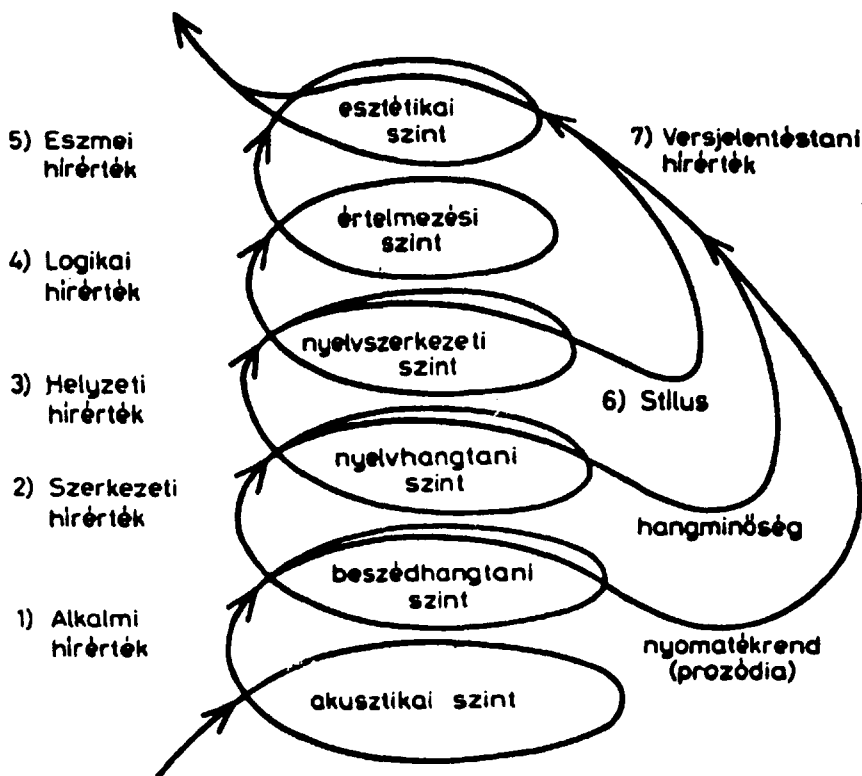 esztétikai
szint
5) Eszmei
hírérték
7) Versjelentéstani
hírérték
értelmezési
szint
4) Logikai
hírérték
nyelvszerkezeti
szint
3) Helyzeti
hírérték
6) Stílus
nyelvhangtani
szint
2) Szerkezeti
hírérték
hangminőség
beszédhangtani
szint
1) Alkalmi
hírérték
nyomatékrend
(prozódia)
akusztikai szint